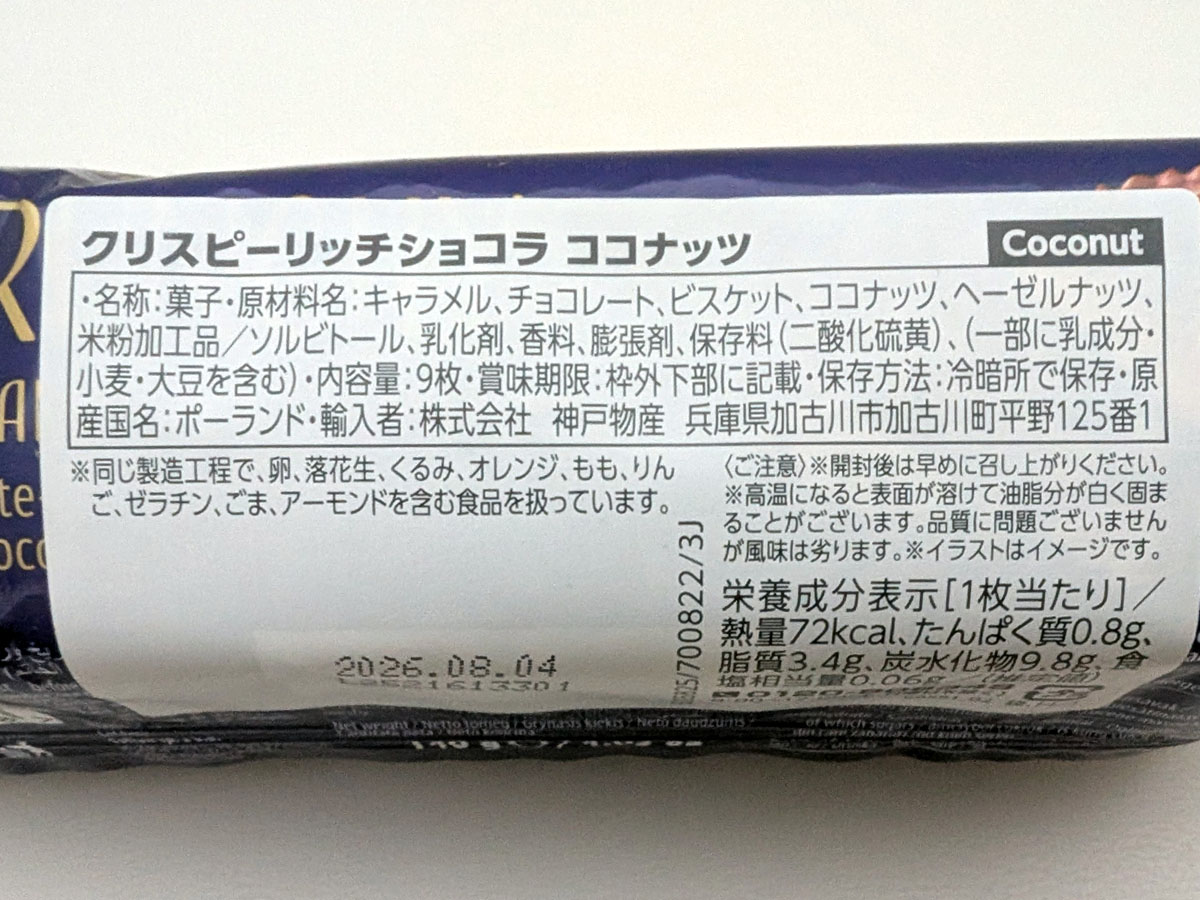 クリスピーリッチショコラ ココナッツ
Coconut
・名称:菓子・原材料名:キャラメル、チョコレート、ビスケット、ココナッツ、ヘーゼルナッツ、
米粉加工品/ソルビトール、乳化剤、香料、膨張剤、保存料(二酸化硫黄)、(一部に乳成分・
小麦・大豆を含む)・内容量:9枚・賞味期限:枠外下部に記載・保存方法:冷暗所で保存・原
産国名:ポーランド・輸入者:株式会社 神戸物産 兵庫県加古川市加古川町平野125番1
※同じ製造工程で、卵、落花生、くるみ、オレンジ、もも、りん
ご、ゼラチン、ごま、アーモンドを含む食品を扱っています。
〈ご注意〉※開封後は早めに召し上がりください。
※高温になると表面が溶けて油脂分が白く固ま
ることがございます。品質に問題ございません
が風味は劣ります。※イラストはイメージです。
栄養成分表示[1枚当たり]/
熱量72kcal、たんぱく質0.8g、
脂質3.4g、炭水化物9.8g、食
塩相当量0.06g/(推定値)
/700822/3J
2026.08.04
Net weight / Netto tömeg / Grynasis kiekis / Neto daudzums